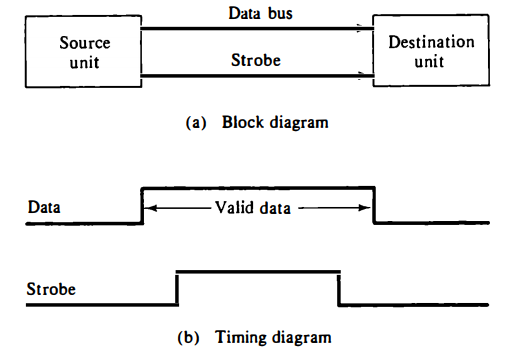 Data bus
Source
unit
Strobe
Destination
unit
(a) Block diagram
Data
Valid data
Strobe
(b) Timing diagram